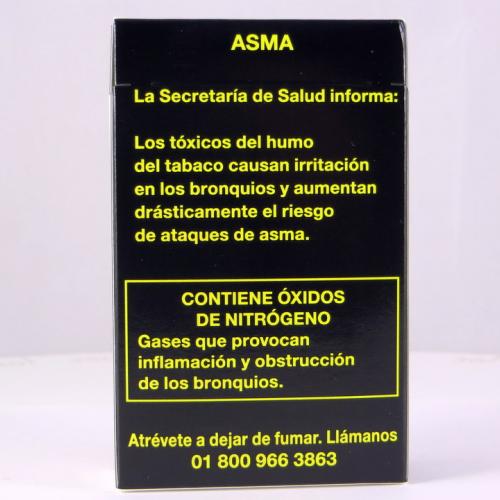 ASMA
La Secretaría de Salud informa:
Los tóxicos del humo
del tabaco causan irritación
en los bronquios y aumentan
drásticamente el riesgo
de ataques de asma.
CONTIENE ÓXIDOS
DE NITRÓGENO
Gases que provocan
inflamación y obstrucción
de los bronquios.
Atrévete a dejar de fumar. Llámanos
01 800 966 3863